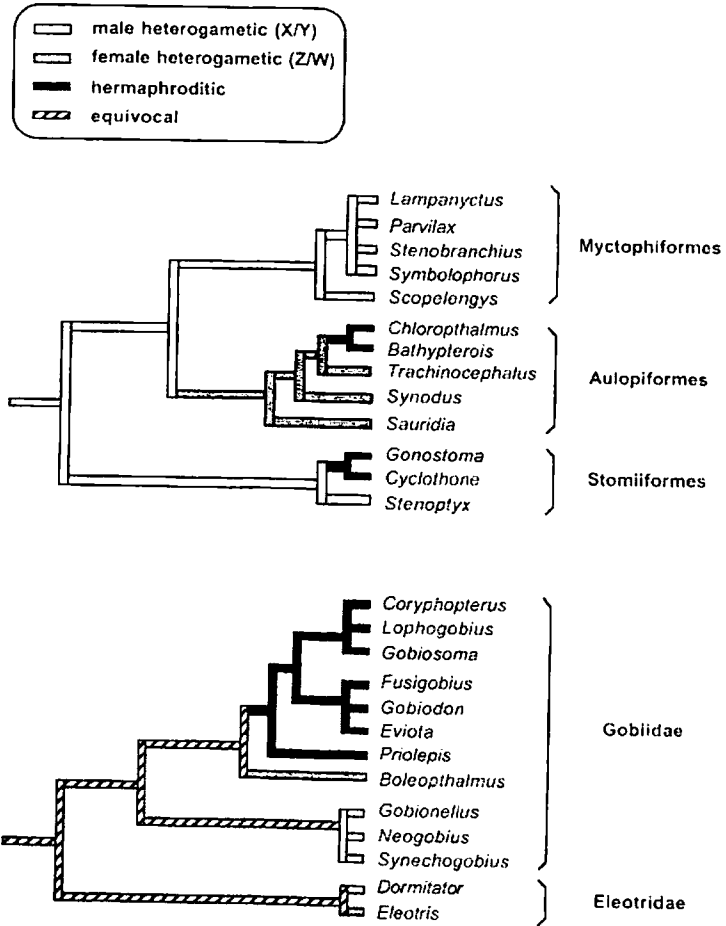 male heterogametic (X/Y)
female heterogametic (Z/W)
hermaphroditic
equivocal
Lampanyctus
Parvilax
Stenobranchius
Symbolophorus
Scopelengys
Myctophiformes
Chloropthalmus
Bathypterois
Trachinocephalus
Synodus
Sauridia
Aulopiformes
Gonostoma
Cyclothone
Stenoptyx
Stomiiformes
Coryphopterus
Lophogobius
Gobiosoma
Fusigobius
Gobiodon
Eviota
Priolepis
Boleopthalmus
Gobionellus
Neogobius
Synechogobius
Gobiidae
Dormitator
Eleotris
Eleotridae